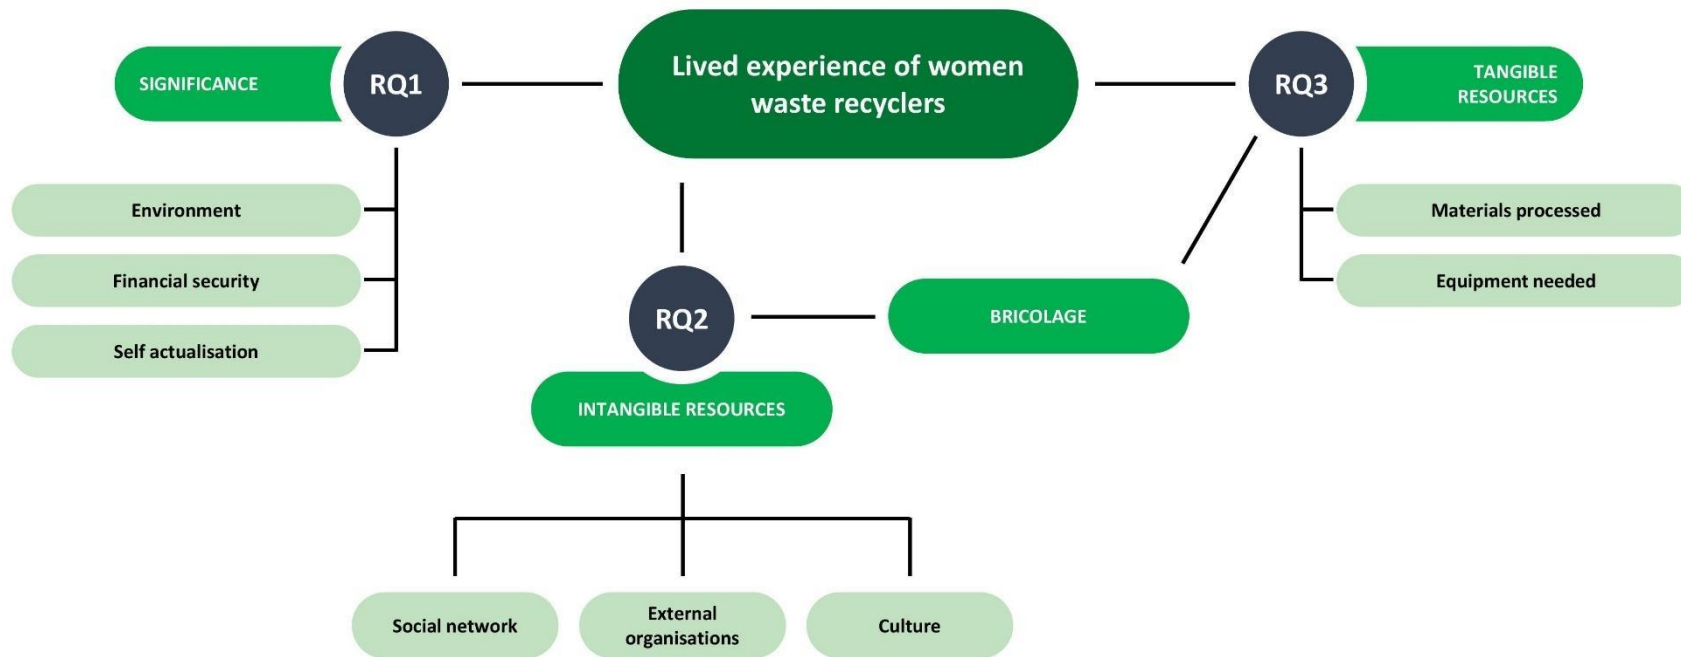 SIGNIFICANCE
RQ1
Lived experience of women
waste recyclers
RQ3
TANGIBLE
RESOURCES
Environment
Financial security
Self actualisation
Materials processed
Equipment needed
RQ2
BRICOLAGE
INTANGIBLE RESOURCES
Social network
External
organisations
Culture